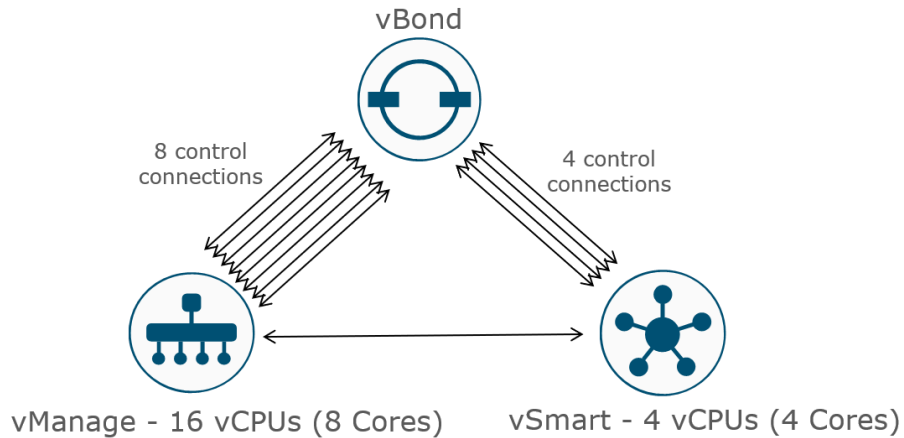 vBond
8 control
connections
4 control
connections
vManage - 16 vCPUs (8 Cores)
vSmart - 4 vCPUs (4 Cores)